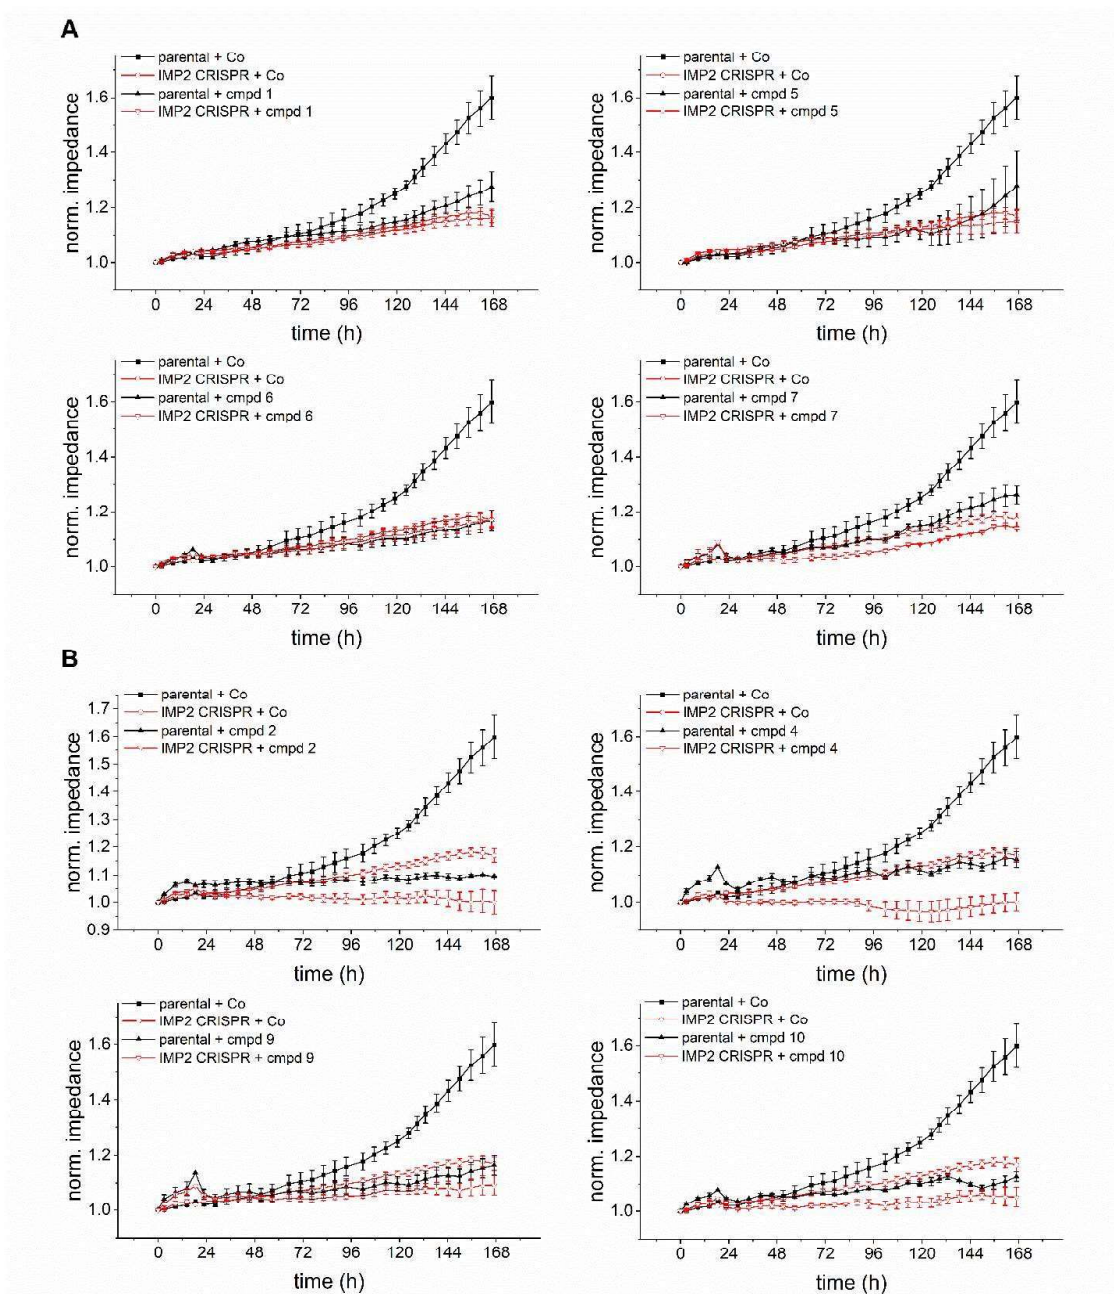 A
parental + Co
IMP2 CRISPR + Co
parental + cmpd 1
IMP2 CRISPR + cmpd 1
norm. impedance
1.6
1.4
1.2
1.0
0 24 48 72 96 120 144 168
time (h)
parental + Co
IMP2 CRISPR + Co
parental + cmpd 5
IMP2 CRISPR + cmpd 5
norm. impedance
1.6
1.4
1.2
1.0
0 24 48 72 96 120 144 168
time (h)
parental + Co
IMP2 CRISPR + Co
parental + cmpd 6
IMP2 CRISPR + cmpd 6
norm. impedance
1.6
1.4
1.2
1.0
0 24 48 72 96 120 144 168
time (h)
parental + Co
IMP2 CRISPR + Co
parental + cmpd 7
IMP2 CRISPR + cmpd 7
norm. impedance
1.6
1.4
1.2
1.0
0 24 48 72 96 120 144 168
time (h)
B
parental + Co
IMP2 CRISPR + Co
parental + cmpd 2
IMP2 CRISPR + cmpd 2
norm. impedance
1.7
1.6
1.5
1.4
1.3
1.2
1.1
1.0
0.9
0 24 48 72 96 120 144 168
time (h)
parental + Co
IMP2 CRISPR + Co
parental + cmpd 4
IMP2 CRISPR + cmpd 4
norm. impedance
1.6
1.4
1.2
1.0
0 24 48 72 96 120 144 168
time (h)
parental + Co
IMP2 CRISPR + Co
parental + cmpd 9
IMP2 CRISPR + cmpd 9
norm. impedance
1.6
1.4
1.2
1.0
0 24 48 72 96 120 144 168
time (h)
parental + Co
IMP2 CRISPR + Co
parental + cmpd 10
IMP2 CRISPR + cmpd 10
norm. impedance
1.6
1.4
1.2
1.0
0 24 48 72 96 120 144 168
time (h)